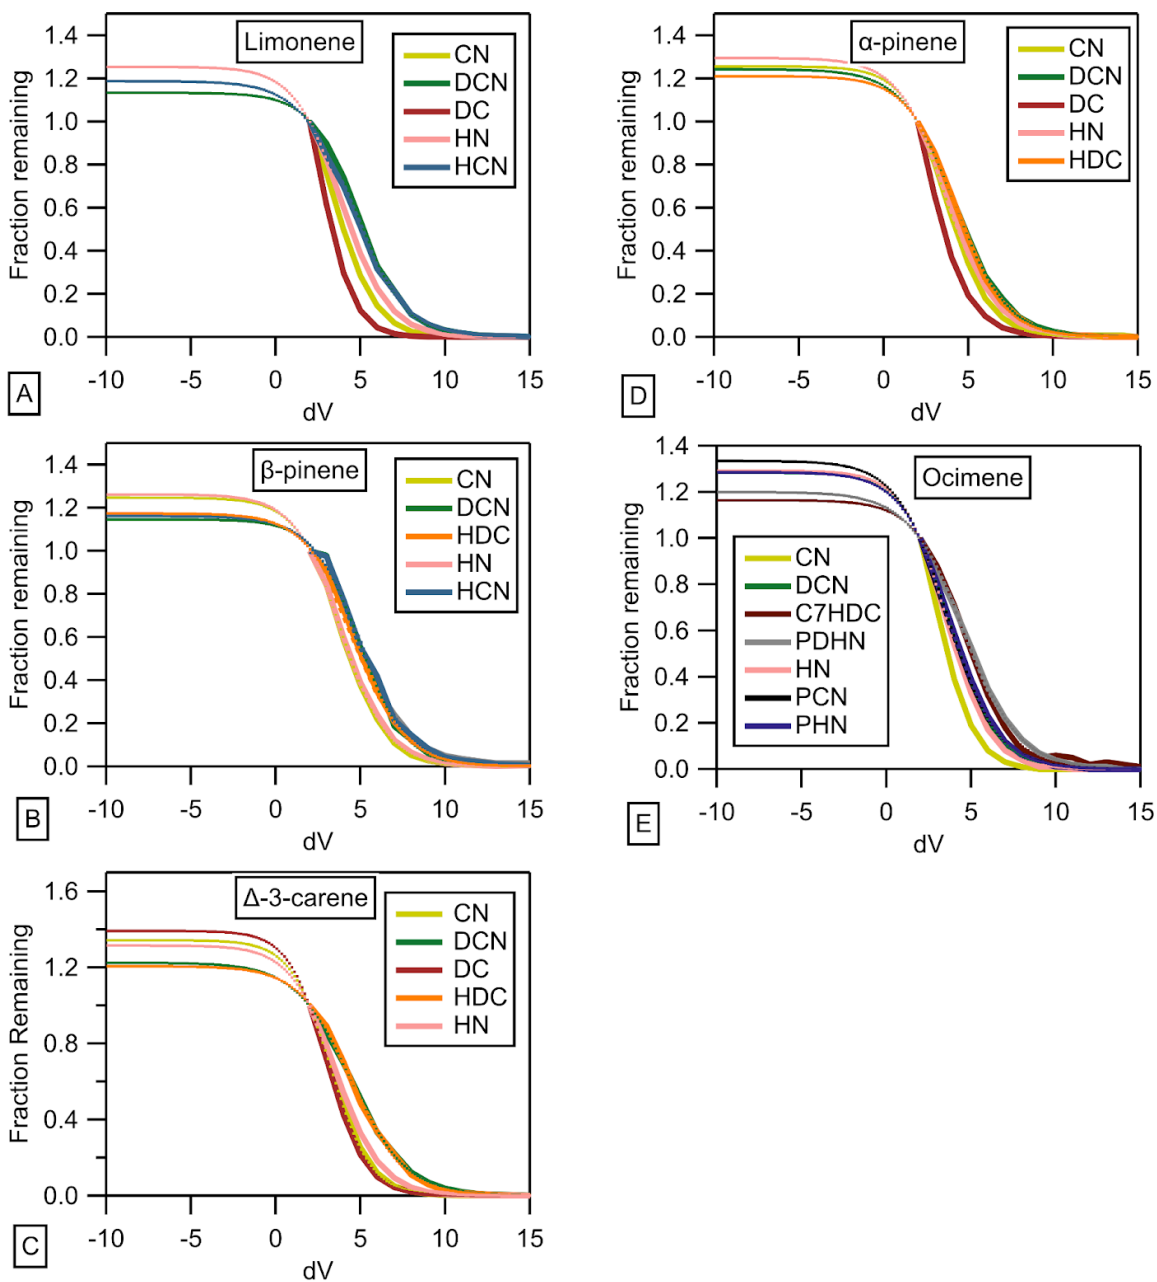 Limonene
Fraction remaining
1.4
1.2
1.0
0.8
0.6
0.4
0.2
0.0
CN
DCN
DC
HN
HCN
-10 -5 0 5 10 15
dV
A
α-pinene
Fraction remaining
1.4
1.2
1.0
0.8
0.6
0.4
0.2
0.0
CN
DCN
DC
HN
HDC
-10 -5 0 5 10 15
dV
D
β-pinene
Fraction remaining
1.4
1.2
1.0
0.8
0.6
0.4
0.2
0.0
CN
DCN
HDC
HN
HCN
-10 -5 0 5 10 15
dV
B
Ocimene
Fraction remaining
1.4
1.2
1.0
0.8
0.6
0.4
0.2
0.0
CN
DCN
C7HDC
PDHN
HN
PCN
PHN
-10 -5 0 5 10 15
dV
E
Δ-3-carene
Fraction Remaining
1.6
1.2
0.8
0.4
0.0
CN
DCN
DC
HDC
HN
-10 -5 0 5 10 15
dV
C